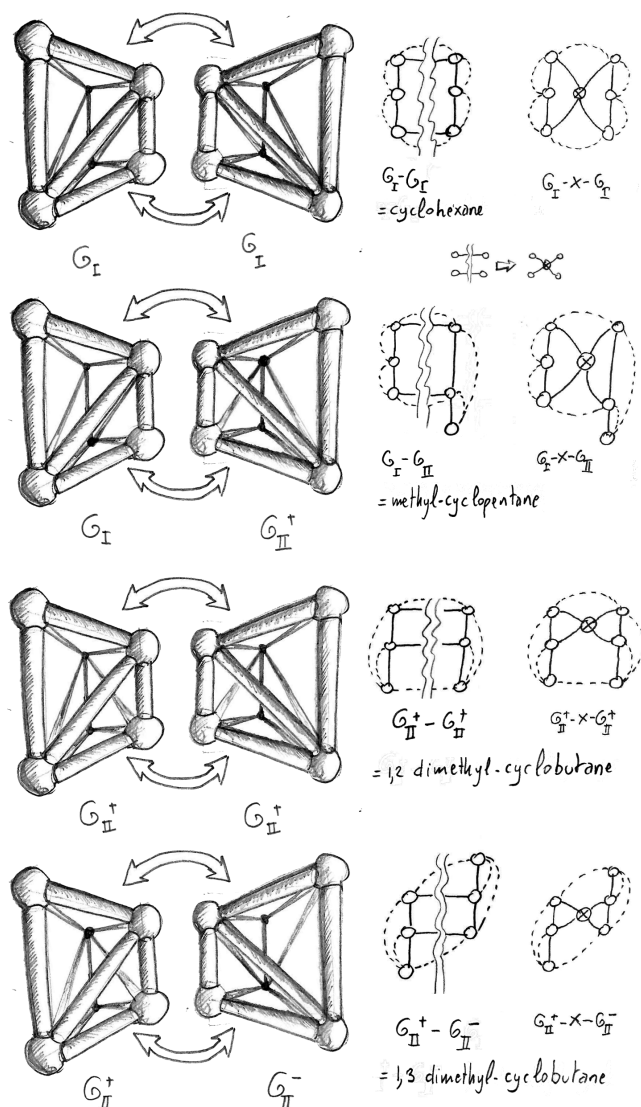 G_I G_I
G_I-G_I
=cyclohexane
G_I-x-G_I
G_I G_II^+
G_I-G_II
= methyl-cyclopentane
G_I-x-G_II
G_II^+ G_II^+
G_II^+ - G_II^+
= 1,2 dimethyl-cyclobutane
G_II^+-x-G_II^+
G_II^+ G_II^-
G_II^+ - G_II^-
= 1,3 dimethyl-cyclobutane
G_II^+-x-G_II^-